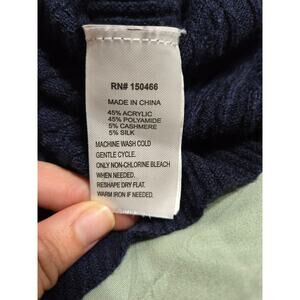 RN# 150466
MADE IN CHINA
45% ACRYLIC
45% POLYAMIDE
5% CASHMERE
5% SILK
MACHINE WASH COLD
GENTLE CYCLE.
ONLY NON-CHLORINE BLEACH
WHEN NEEDED.
RESHAPE DRY FLAT.
WARM IRON IF NEEDED.